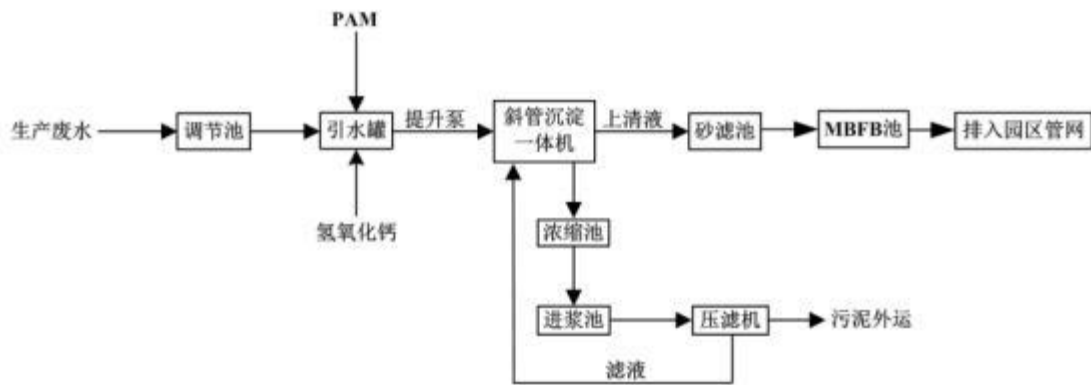 PAM
生产废水
调节池
引水罐
提升泵
斜管沉淀
一体机
上清液
砂滤池
MBFB池
排入园区管网
氢氧化钙
浓缩池
进浆池
压滤机
污泥外运
滤液